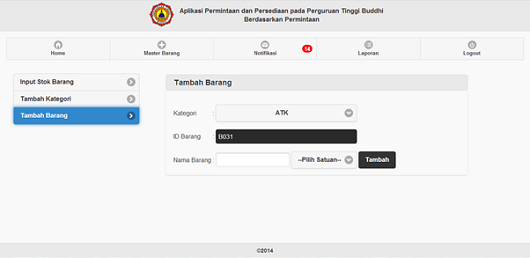 Aplikasi Permintaan dan Persediaan pada Perguruan Tinggi Buddhi
Berdasarkan Permintaan
Home
Master Barang
Notifikasi 14
Laporan
Logout
Input Stok Barang
Tambah Kategori
Tambah Barang
Tambah Barang
Kategori : ATK
ID Barang : B031
Nama Barang : --Pilih Satuan-- Tambah
©2014